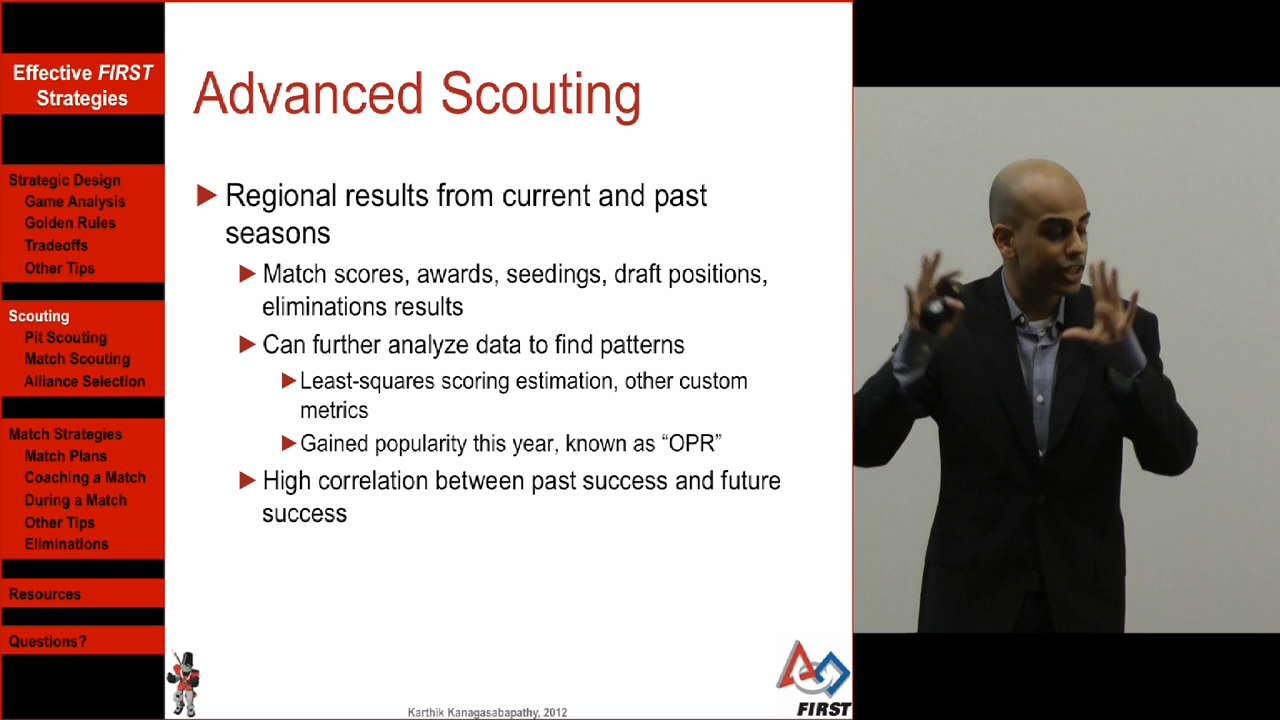 Effective FIRST
Strategies
Strategic Design
Game Analysis
Golden Rules
Tradeoffs
Other Tips
Scouting
Pit Scouting
Match Scouting
Alliance Selection
Match Strategies
Match Plans
Coaching a Match
During a Match
Other Tips
Eliminations
Resources
Questions?
Advanced Scouting
Regional results from current and past
seasons
Match scores, awards, seedings, draft positions,
eliminations results
Can further analyze data to find patterns
Least-squares scoring estimation, other custom
metrics
Gained popularity this year, known as “OPR”
High correlation between past success and future
success
Karthik Kanagasabapathy, 2012
FIRST